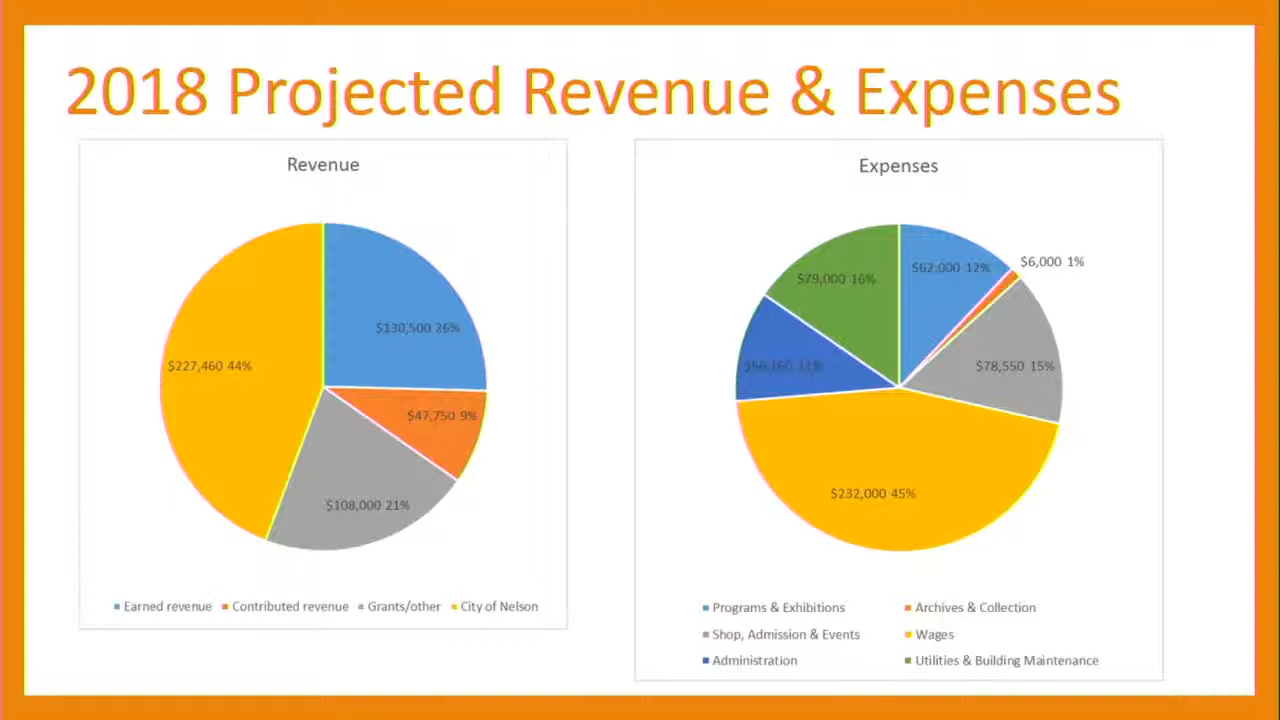 2018 Projected Revenue & Expenses
Revenue
$130,500 26%
$47,750 9%
$108,000 21%
$227,460 44%
Earned revenue Contributed revenue Grants/other City of Nelson
Expenses
$62,000 12%
$6,000 1%
$78,550 15%
$232,000 45%
11%
$79,000 16%
Programs & Exhibitions Archives & Collection
Shop, Admission & Events Wages
Administration Utilities & Building Maintenance